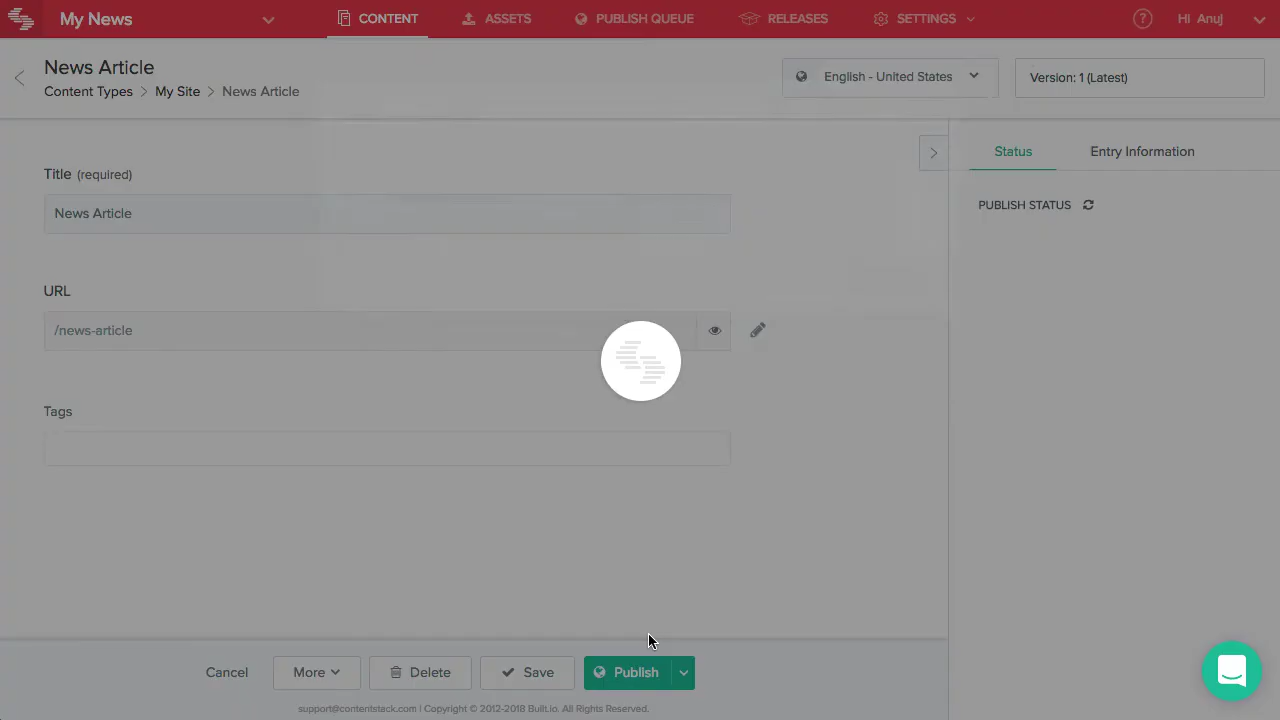 My News
CONTENT
ASSETS
PUBLISH QUEUE
RELEASES
SETTINGS
?
Hi Anuj
News Article
Content Types > My Site > News Article
English - United States
Version: 1 (Latest)
Status
Entry Information
Title (required)
PUBLISH STATUS
News Article
URL
/news-article
Tags
Cancel
More
Delete
Save
Publish
support@contentstack.com | Copyright © 2012-2018 Built.io. All Rights Reserved.